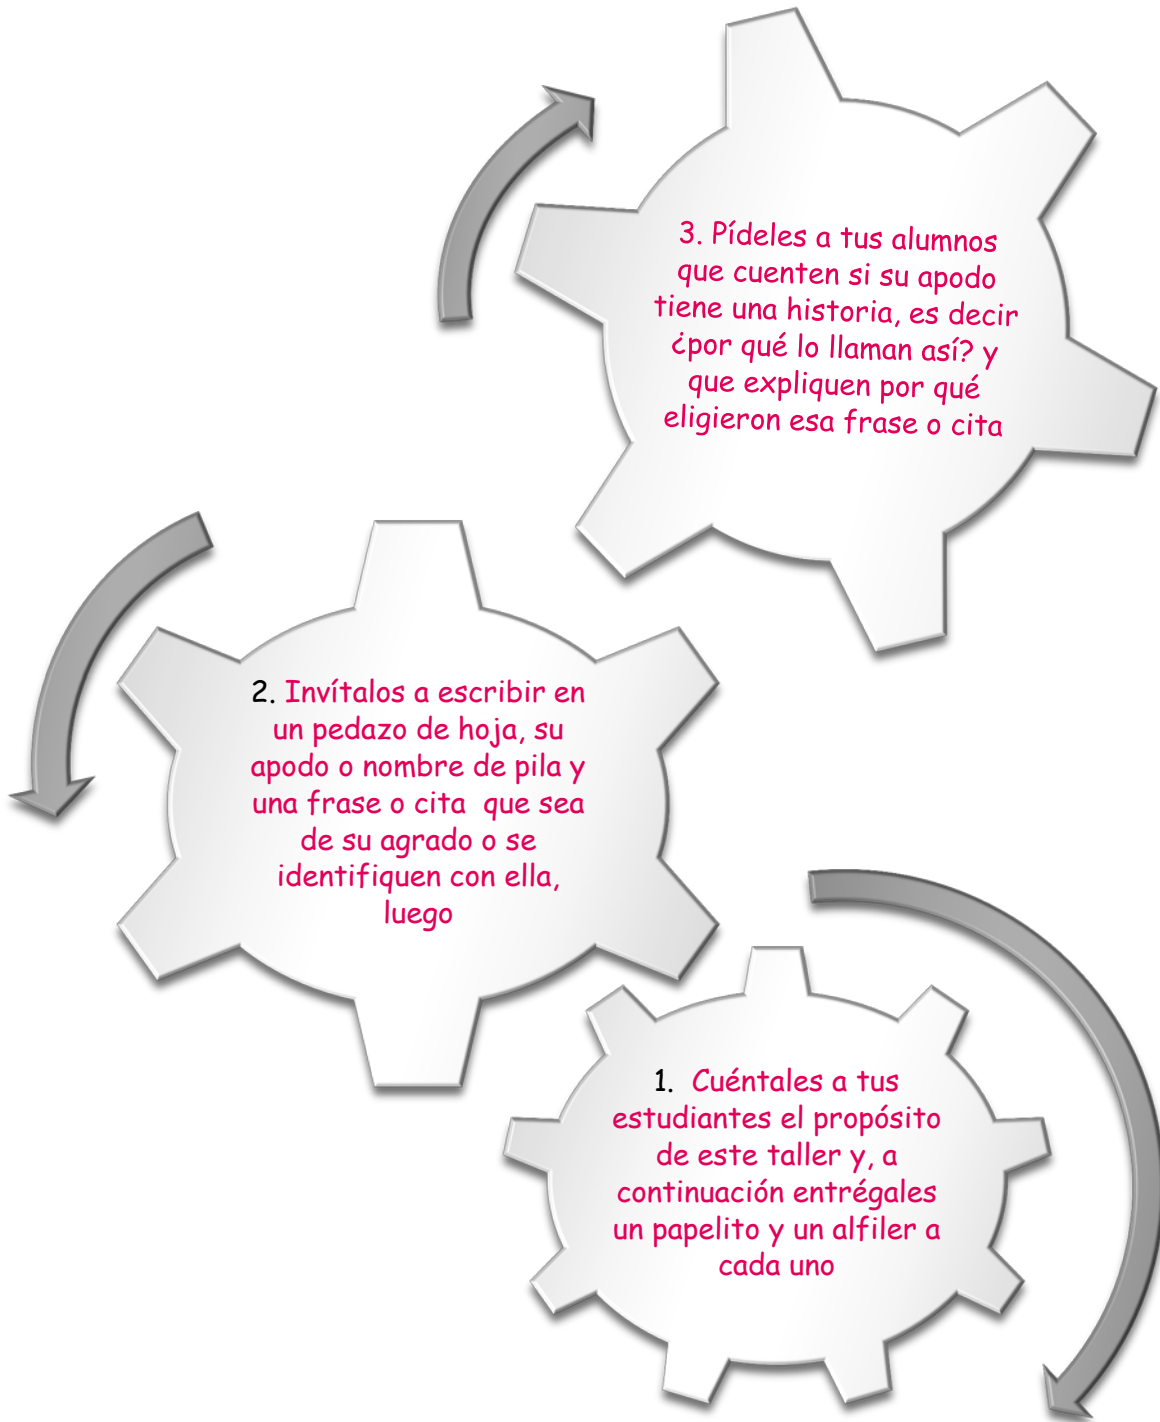 3. Pídeles a tus alumnos
que cuenten si su apodo
tiene una historia, es decir
¿por qué lo llaman así? y
que expliquen por qué
eligieron esa frase o cita
2. Invítalos a escribir en
un pedazo de hoja, su
apodo o nombre de pila y
una frase o cita  que sea
de su agrado o se
identifiquen con ella,
luego
1.  Cuéntales a tus
estudiantes el propósito
de este taller y, a
continuación entrégales
un papelito y un alfiler a
cada uno